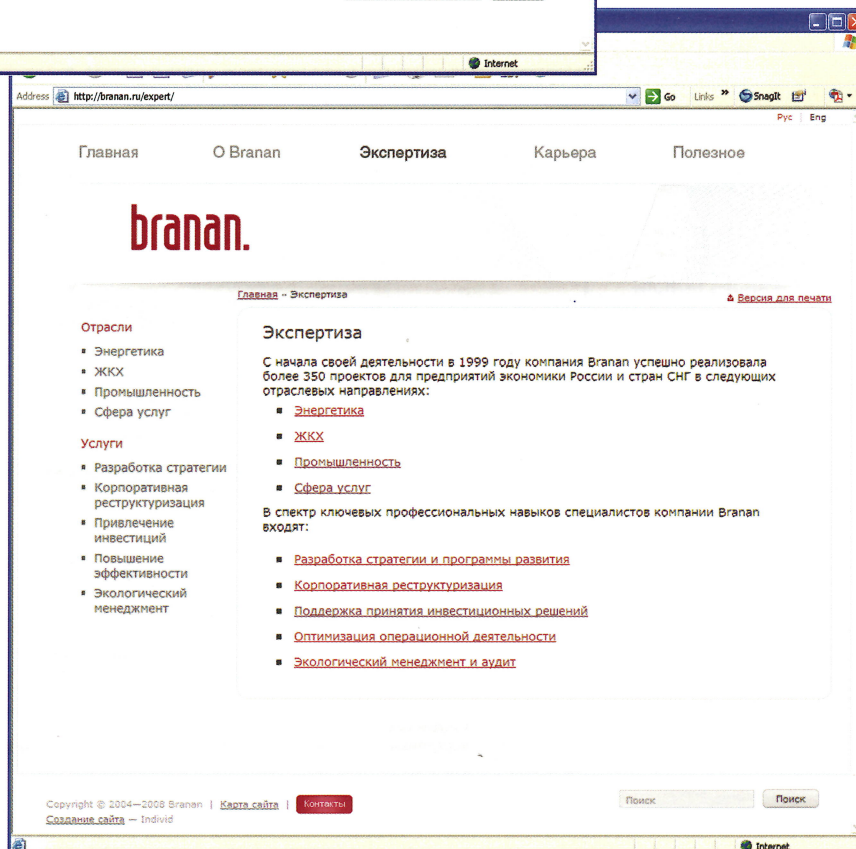 Internet
Address http://branan.ru/expert/ Go Links » SnagIt
Рус Eng
Главная О Branan Экспертиза Карьера Полезное
branan.
Главная – Экспертиза
Версия для печати
Отрасли
Энергетика
ЖКХ
Промышленность
Сфера услуг
Услуги
Разработка стратегии
Корпоративная
реструктуризация
Привлечение
инвестиций
Повышение
эффективности
Экологический
менеджмент
Экспертиза
С начала своей деятельности в 1999 году компания Branan успешно реализовала
более 350 проектов для предприятий экономики России и стран СНГ в следующих
отраслевых направлениях:
Энергетика
ЖКХ
Промышленность
Сфера услуг
В спектр ключевых профессиональных навыков специалистов компании Branan
входят:
Разработка стратегии и программы развития
Корпоративная реструктуризация
Поддержка принятия инвестиционных решений
Оптимизация операционной деятельности
Экологический менеджмент и аудит
Copyright © 2004—2008 Branan | Карта сайта | Контакты
Поиск Поиск
Создание сайта — Individ
Internet